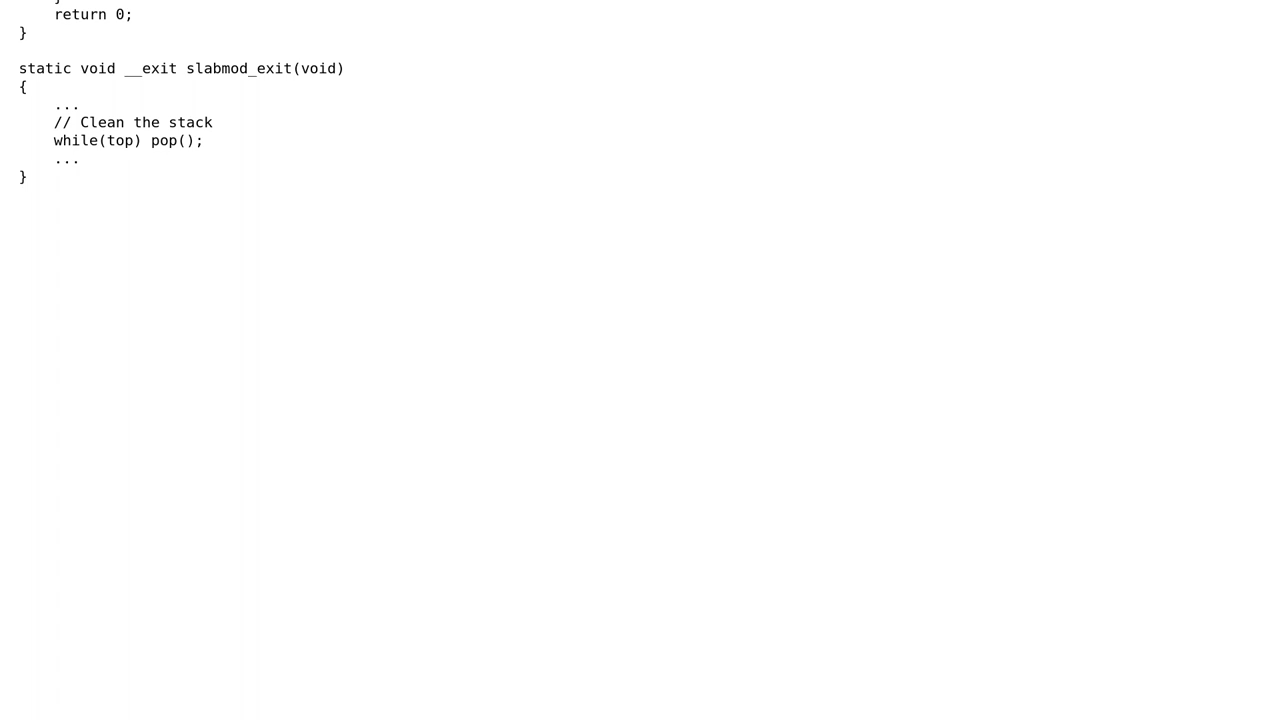 }
    return 0;
}

static void __exit slabmod_exit(void)
{
    ...
    // Clean the stack
    while(top) pop();
    ...
}